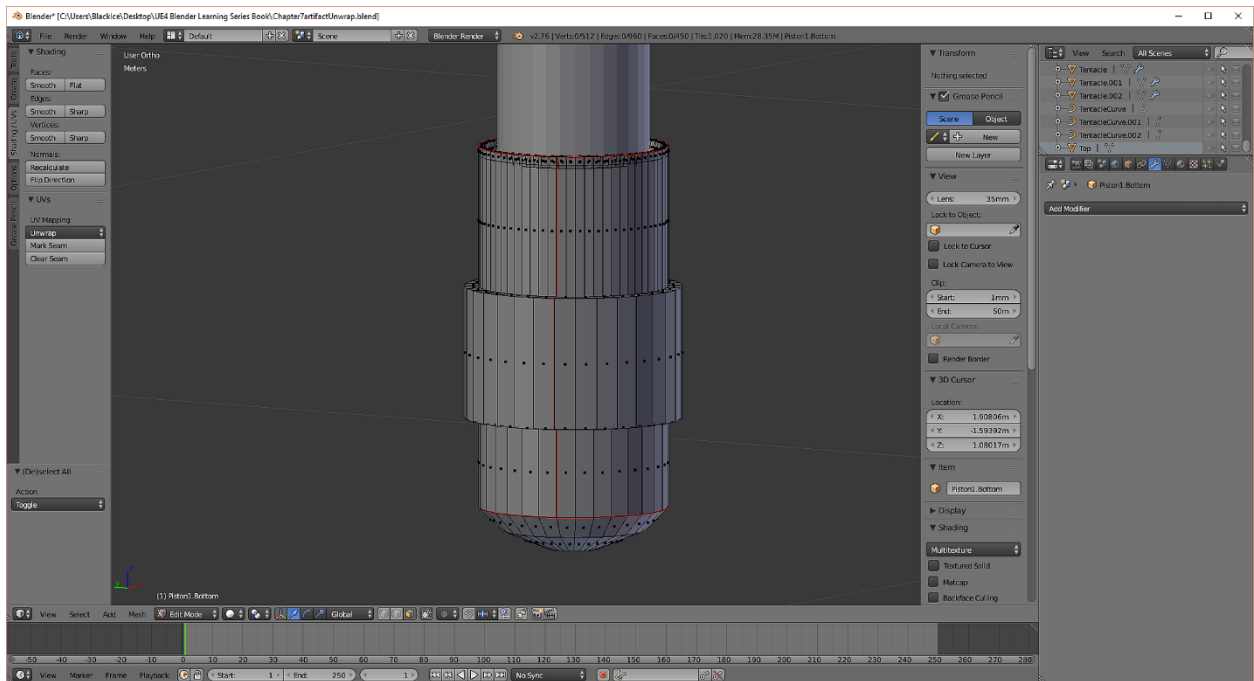 Blender* [C:\Users\BlackIce\Desktop\UE4 Blender Learning Series Book\Chapter7artifactUnwrap.blend]
File Render Window Help Default Scene Blender Render v2.76 | Verts:0/512 | Edges:0/960 | Faces:0/450 | Tris:1,020 | Mem:28.35M | Piston1.Bottom
Tools
Create
Shading / UVs
Options
Grease Pencil
Shading
Faces:
Smooth Flat
Edges:
Smooth Sharp
Vertices:
Smooth Sharp
Normals:
Recalculate
Flip Direction
UVs
UV Mapping:
Unwrap
Mark Seam
Clear Seam
(De)select All
Action
Toggle
User Ortho
Meters
(1) Piston1.Bottom
Transform
Nothing selected
Grease Pencil
Scene Object
New
New Layer
View
Lens: 35mm
Lock to Object:
Lock to Cursor
Lock Camera to View
Clip:
Start: 1mm
End: 50m
Local Camera:
Render Border
3D Cursor
Location:
X: 1.90806m
Y: -1.59392m
Z: 1.08017m
Item
Piston1.Bottom
Display
Shading
Multitexture
Textured Solid
Matcap
Backface Culling
View Search All Scenes
Tentacle
Tentacle.001
Tentacle.002
TentacleCurve
TentacleCurve.001
TentacleCurve.002
Top
Piston1.Bottom
Add Modifier
View Select Add Mesh Edit Mode Global
-50 -40 -30 -20 -10 0 10 20 30 40 50 60 70 80 90 100 110 120 130 140 150 160 170 180 190 200 210 220 230 240 250 260 270 280
View Marker Frame Playback Start: 1 End: 250 1 No Sync